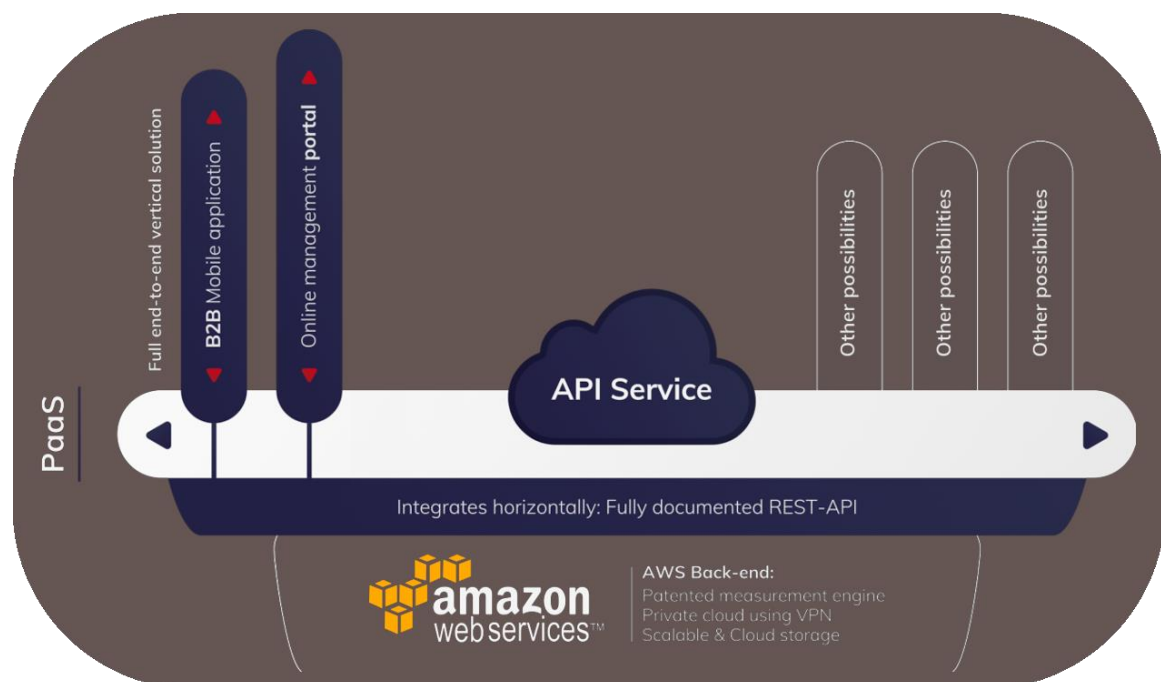 PaaS
Full end-to-end vertical solution
B2B Mobile application
Online management portal
API Service
Other possibilities
Other possibilities
Other possibilities
Integrates horizontally: Fully documented REST-API
amazon
web services™
AWS Back-end:
Patented measurement engine
Private cloud using VPN
Scalable & Cloud storage